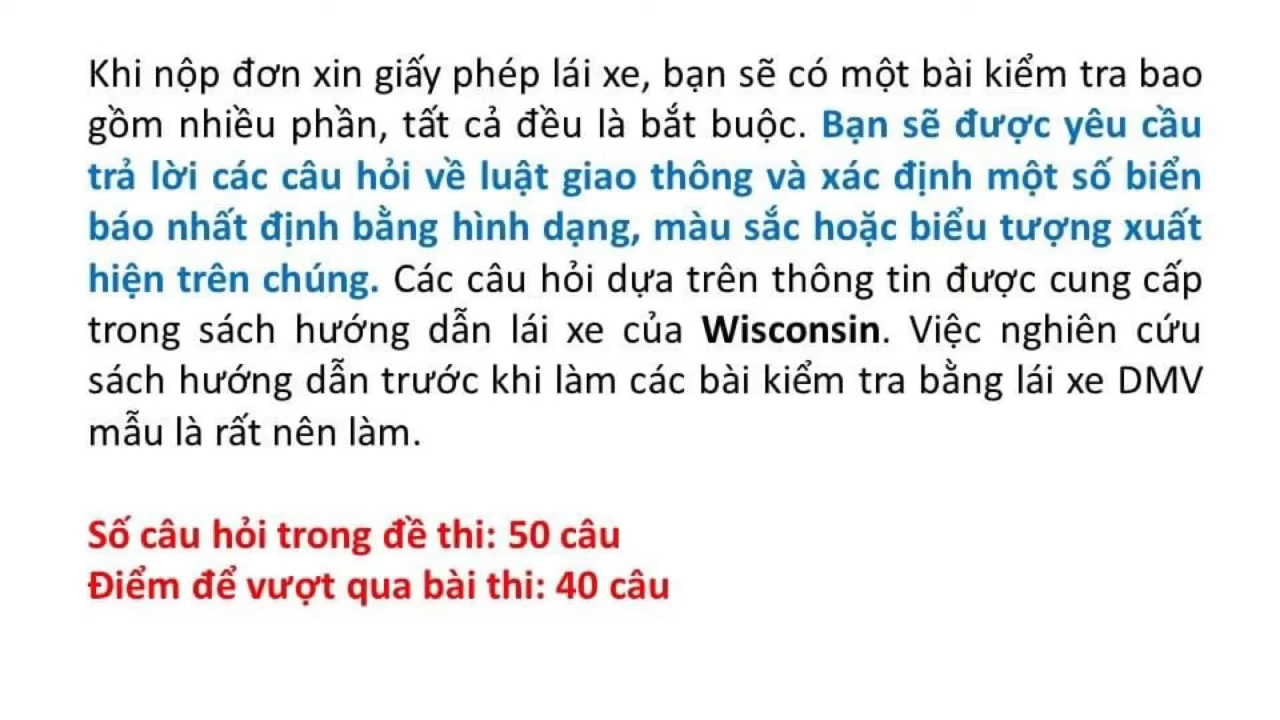 Khi nộp đơn xin giấy phép lái xe, bạn sẽ có một bài kiểm tra bao
gồm nhiều phần, tất cả đều là bắt buộc. Bạn sẽ được yêu cầu
trả lời các câu hỏi về luật giao thông và xác định một số biển
báo nhất định bằng hình dạng, màu sắc hoặc biểu tượng xuất
hiện trên chúng. Các câu hỏi dựa trên thông tin được cung cấp
trong sách hướng dẫn lái xe của Wisconsin. Việc nghiên cứu
sách hướng dẫn trước khi làm các bài kiểm tra bằng lái xe DMV
mẫu là rất nên làm.
Số câu hỏi trong đề thi: 50 câu
Điểm để vượt qua bài thi: 40 câu